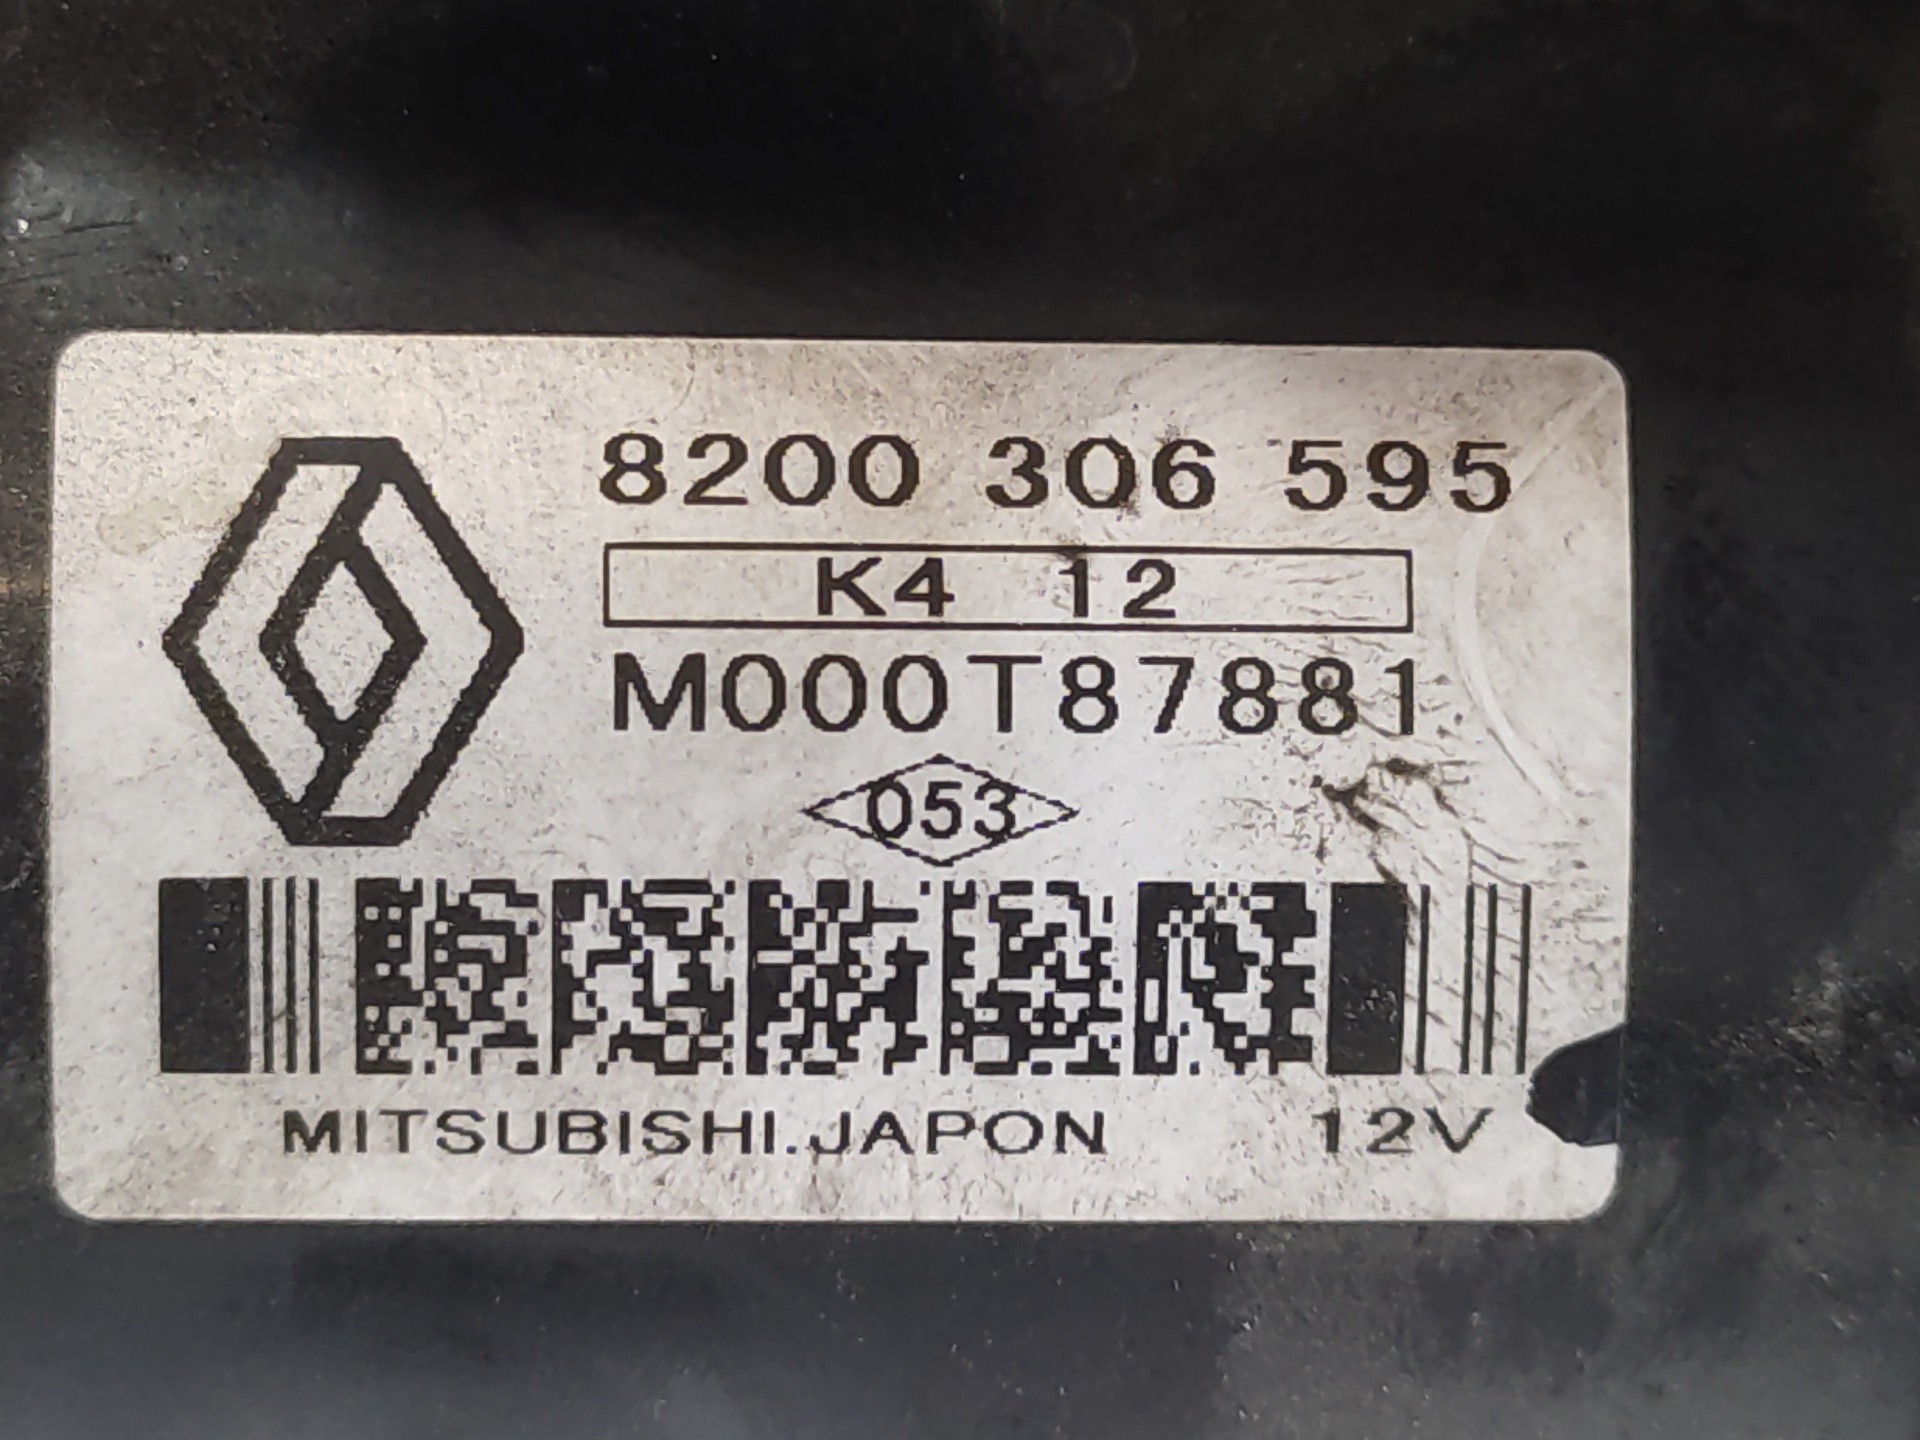 8200 306 595
K4 12
M000T87881
053
MITSUBISHI.JAPON 12V